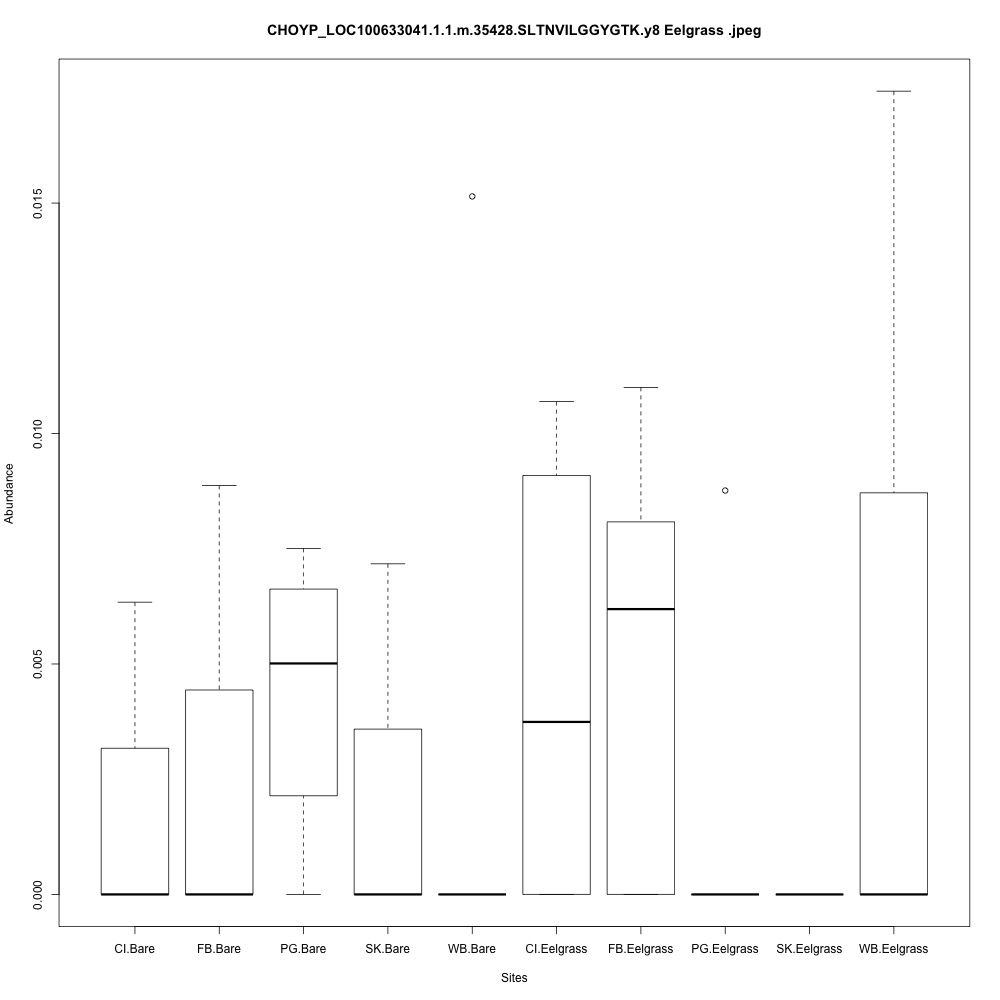 CHOYP_LOC100633041.1.1.m.35428.SLTNVILGGYGTK.y8 Eelgrass .jpeg
Abundance
0.015
0.010
0.005
0.000
CI.Bare FB.Bare PG.Bare SK.Bare WB.Bare CI.Eelgrass FB.Eelgrass PG.Eelgrass SK.Eelgrass WB.Eelgrass
Sites